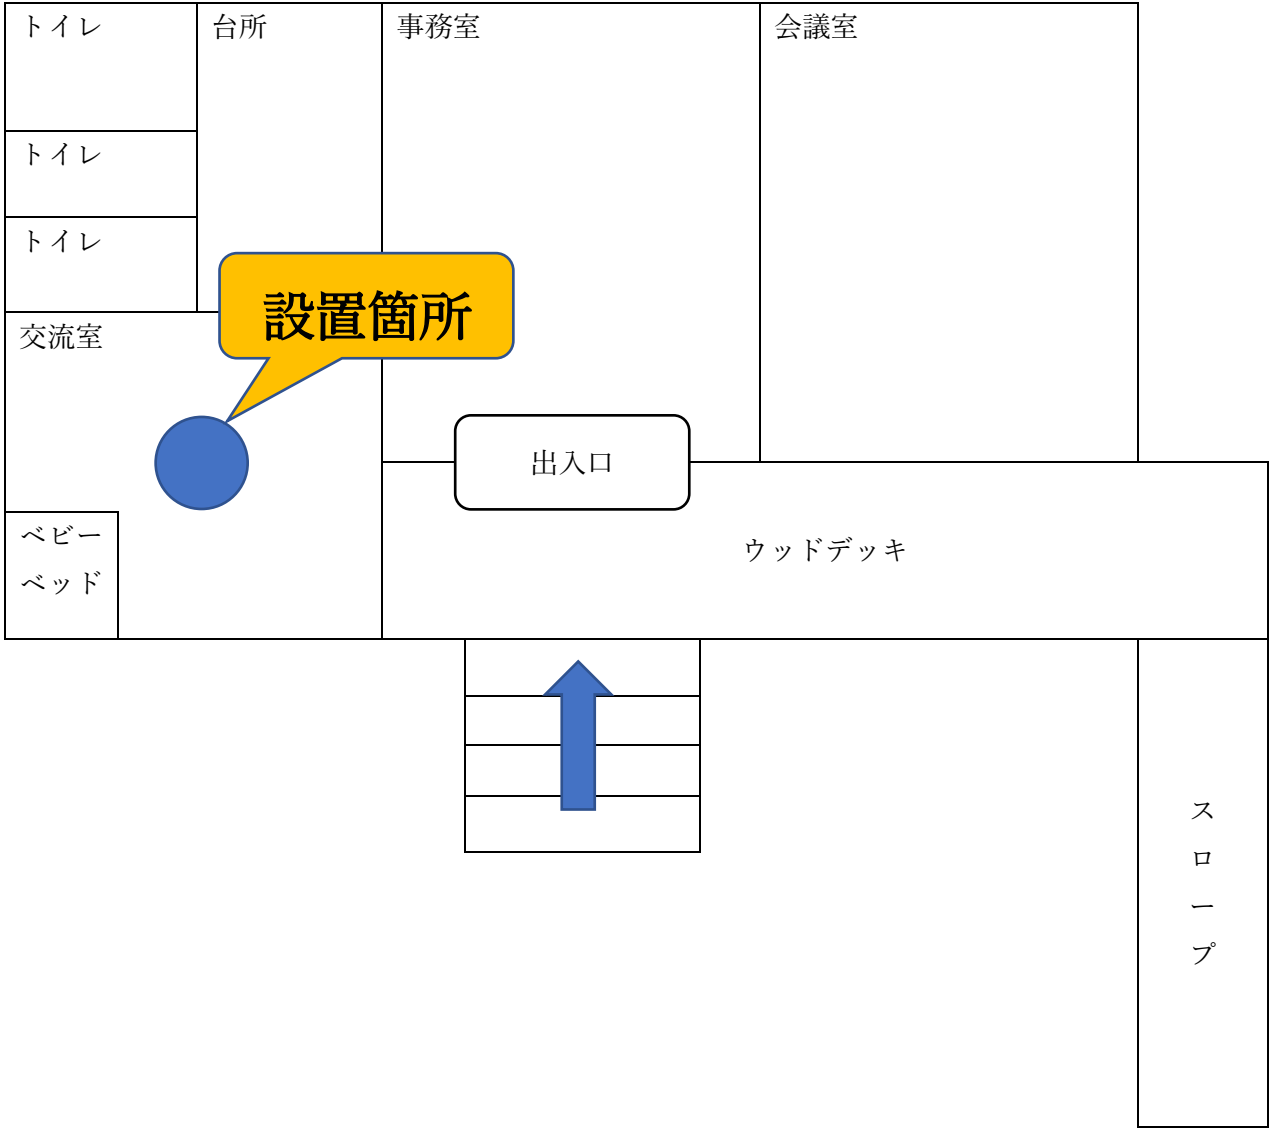 トイレ
台所
事務室
会議室
トイレ
トイレ
設置箇所
交流室
出入口
ベビー
ベッド
ウッドデッキ
スロープ